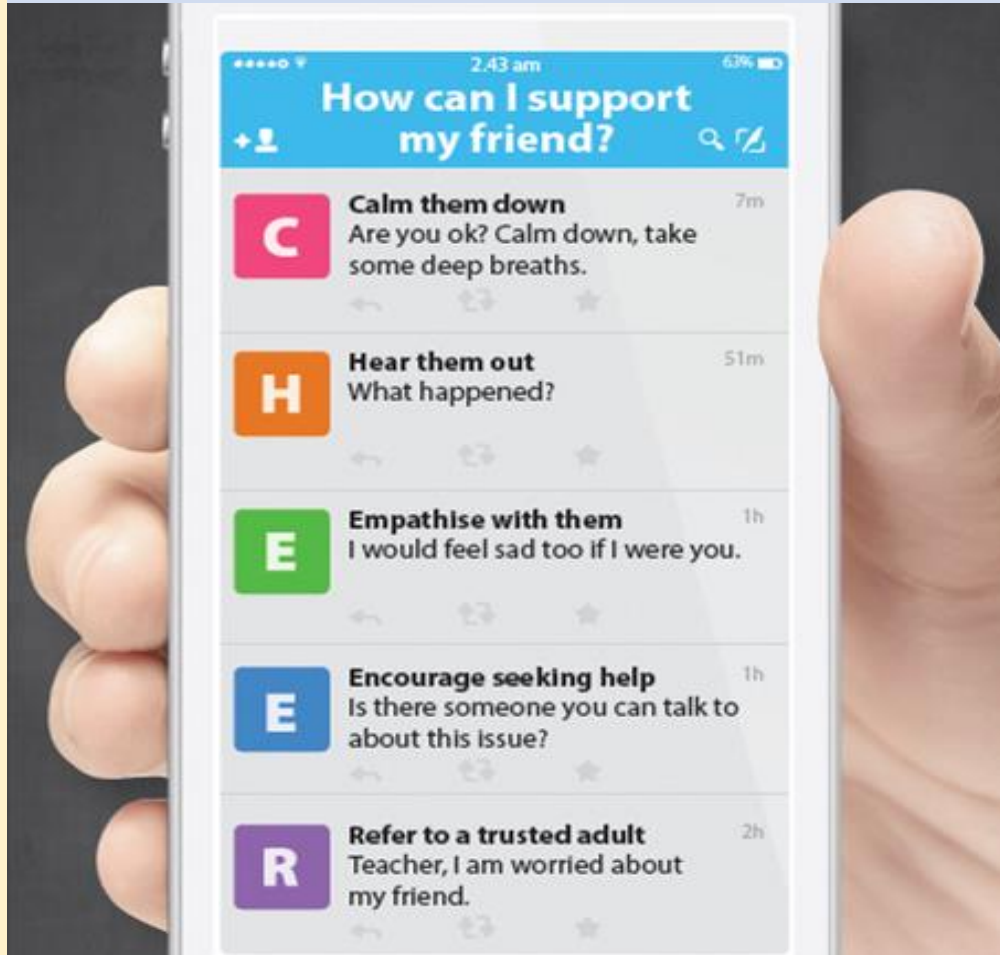 2.43 am
63%
How can I support
my friend?
C
Calm them down
7m
Are you ok? Calm down, take
some deep breaths.
H
Hear them out
51m
What happened?
E
Empathise with them
1h
I would feel sad too if I were you.
E
Encourage seeking help
1h
Is there someone you can talk to
about this issue?
R
Refer to a trusted adult
2h
Teacher, I am worried about
my friend.